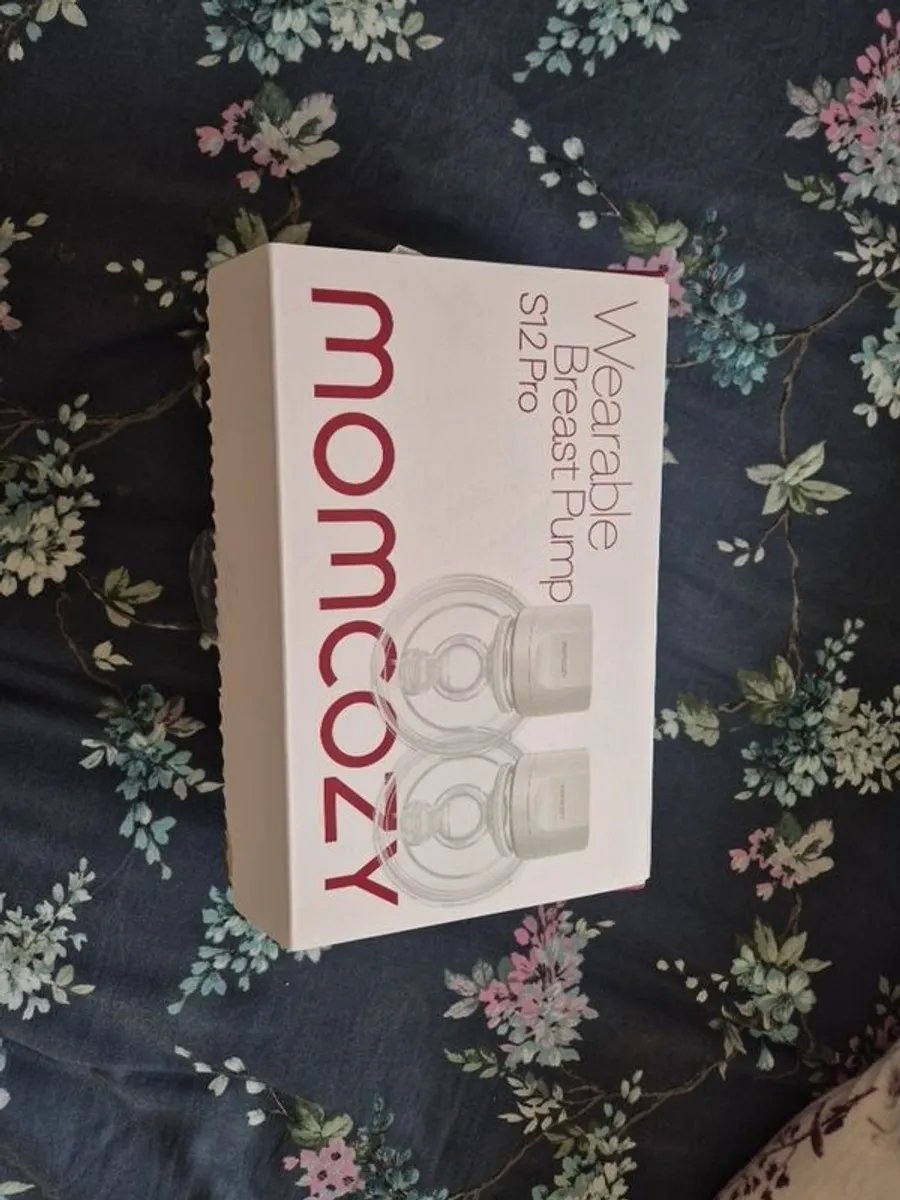 Wearable
Breast Pump
S12 Pro
momcozy